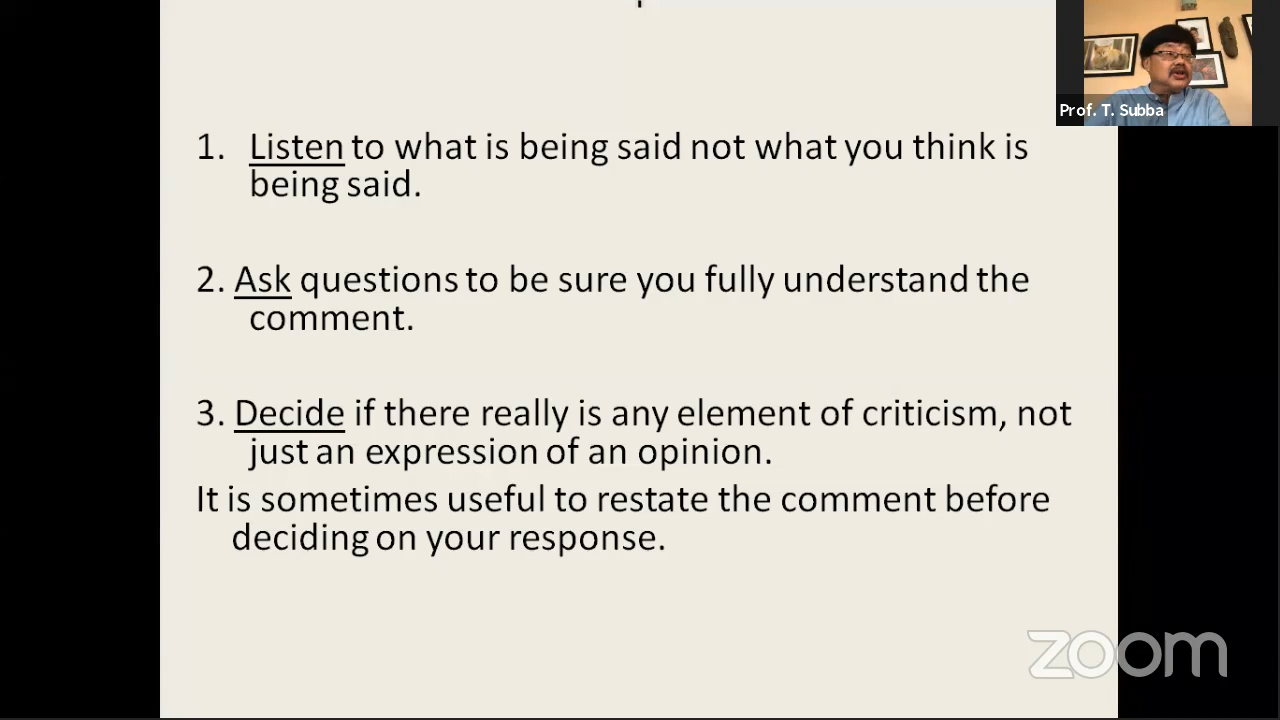 1. Listen to what is being said not what you think is
being said.
2. Ask questions to be sure you fully understand the
comment.
3. Decide if there really is any element of criticism, not
just an expression of an opinion.
It is sometimes useful to restate the comment before
deciding on your response.
Prof. T. Subba
zoom